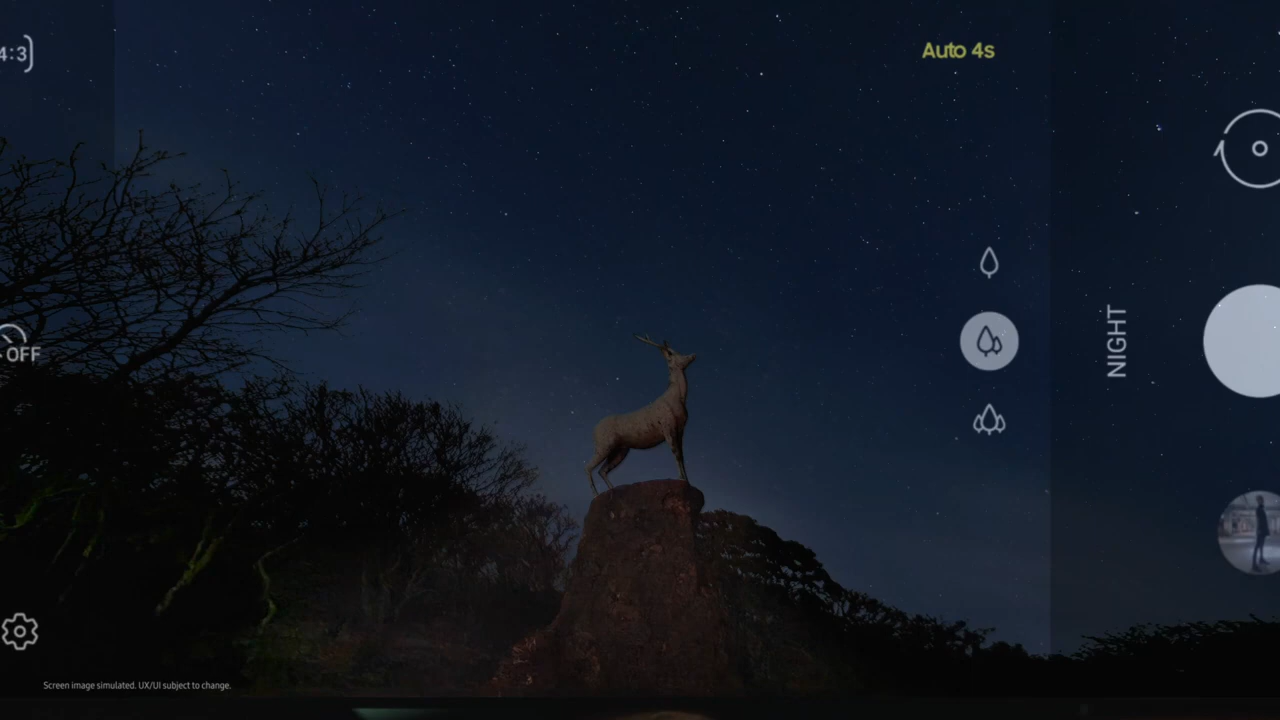 4:3
Auto 4s
NIGHT
OFF
Screen image simulated. UX/UI subject to change.